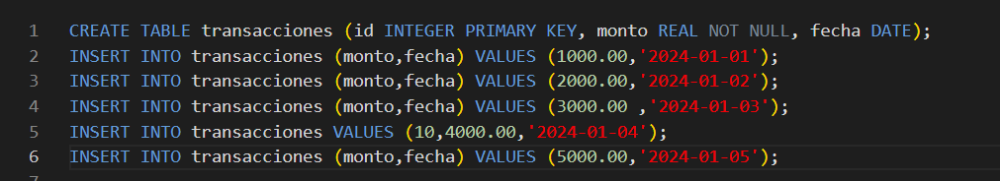 1 CREATE TABLE transacciones (id INTEGER PRIMARY KEY, monto REAL NOT NULL, fecha DATE);
2 INSERT INTO transacciones (monto,fecha) VALUES (1000.00,'2024-01-01');
3 INSERT INTO transacciones (monto,fecha) VALUES (2000.00,'2024-01-02');
4 INSERT INTO transacciones (monto,fecha) VALUES (3000.00 ,'2024-01-03');
5 INSERT INTO transacciones VALUES (10,4000.00,'2024-01-04');
6 INSERT INTO transacciones (monto,fecha) VALUES (5000.00,'2024-01-05');